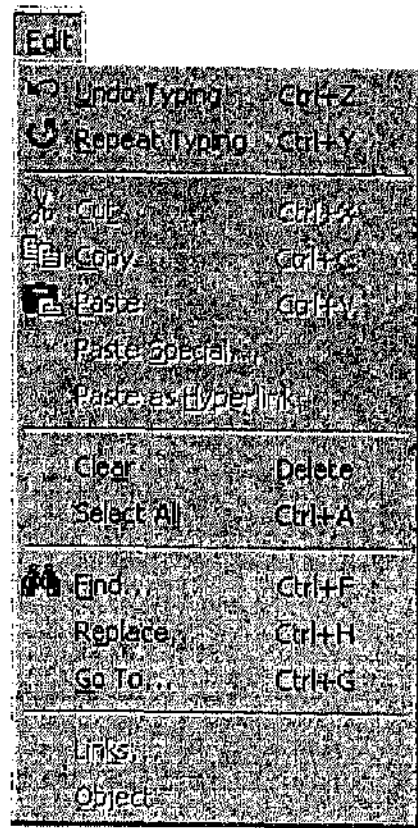 Edit
Undo Typing Ctrl+Z
Repeat Typing Ctrl+Y
Cut Ctrl+X
Copy Ctrl+C
Paste Ctrl+V
Paste Special...
Paste as Hyperlink
Clear Delete
Select All Ctrl+A
Find... Ctrl+F
Replace... Ctrl+H
Go To... Ctrl+G
Links...
Object